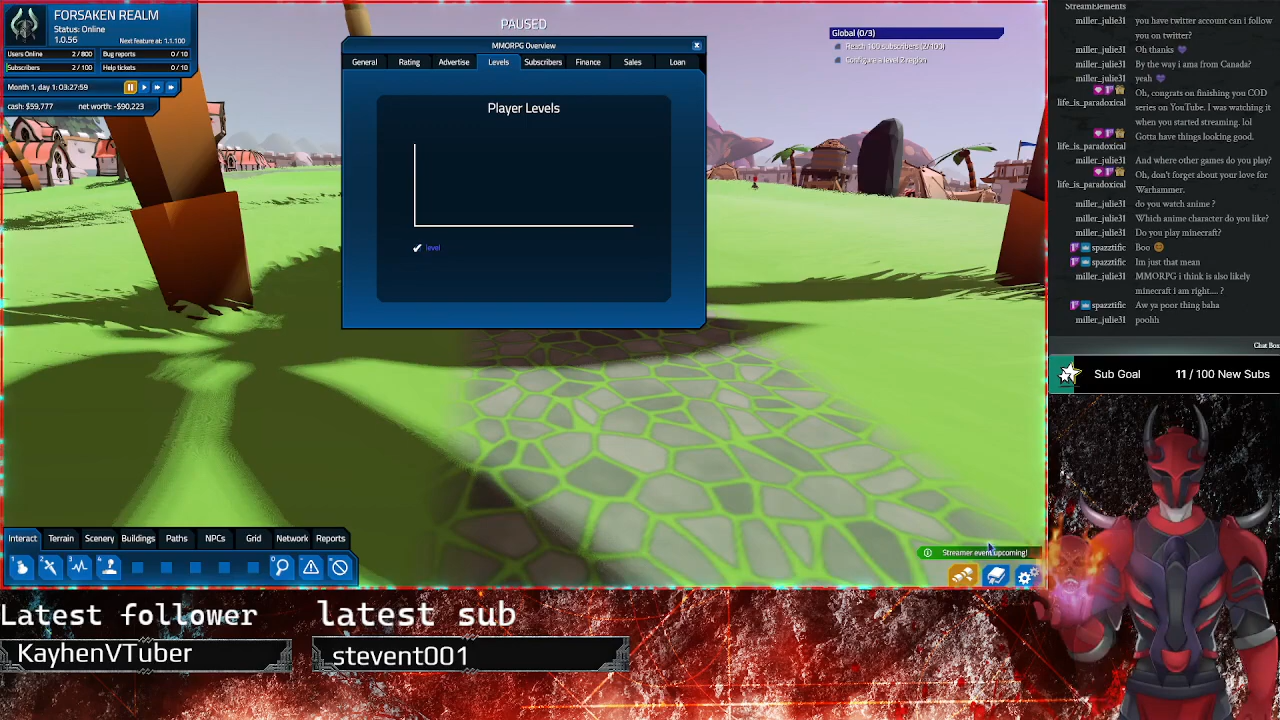 FORSAKEN REALM
Status: Online
1.0.56
Next feature at: 1.1.100
Users Online 2 / 800
Bug reports 0 / 10
Subscribers 2 / 100
Help tickets 0 / 10
Month 1, day 1: 03:27:59
cash: $59,777
net worth: -$90,223
PAUSED
MMORPG Overview
General
Rating
Advertise
Levels
Subscribers
Finance
Sales
Loan
Player Levels
level
Global (0/3)
Reach 100 subscribers (2/100)
Configure a level 2 region
StreamElements
miller_julie31 you have twitter account can I follow
you on twitter?
miller_julie31 Oh thanks 💜
miller_julie31 By the way i ama from Canada?
miller_julie31 yeah 💜
life_is_paradoxical Oh, congrats on finishing you COD
series on YouTube. I was watching it
when you started streaming. lol
life_is_paradoxical Gotta have things looking good.
miller_julie31 And where other games do you play?
life_is_paradoxical Oh, don't forget about your love for
Warhammer.
miller_julie31 do you watch anime ?
miller_julie31 Which anime character do you like?
miller_julie31 Do you play minecraft?
spazztific Boo
spazztific Im just that mean
miller_julie31 MMORPG i think is also likely
minecraft i am right.... ?
spazztific Aw ya poor thing baha
miller_julie31 poohh
Chat Box
Sub Goal
11 / 100 New Subs
Interact
Terrain
Scenery
Buildings
Paths
NPCs
Grid
Network
Reports
1
2
3
4
0
Streamer event upcoming!
Latest follower
KayhenVTuber
latest sub
stevent001